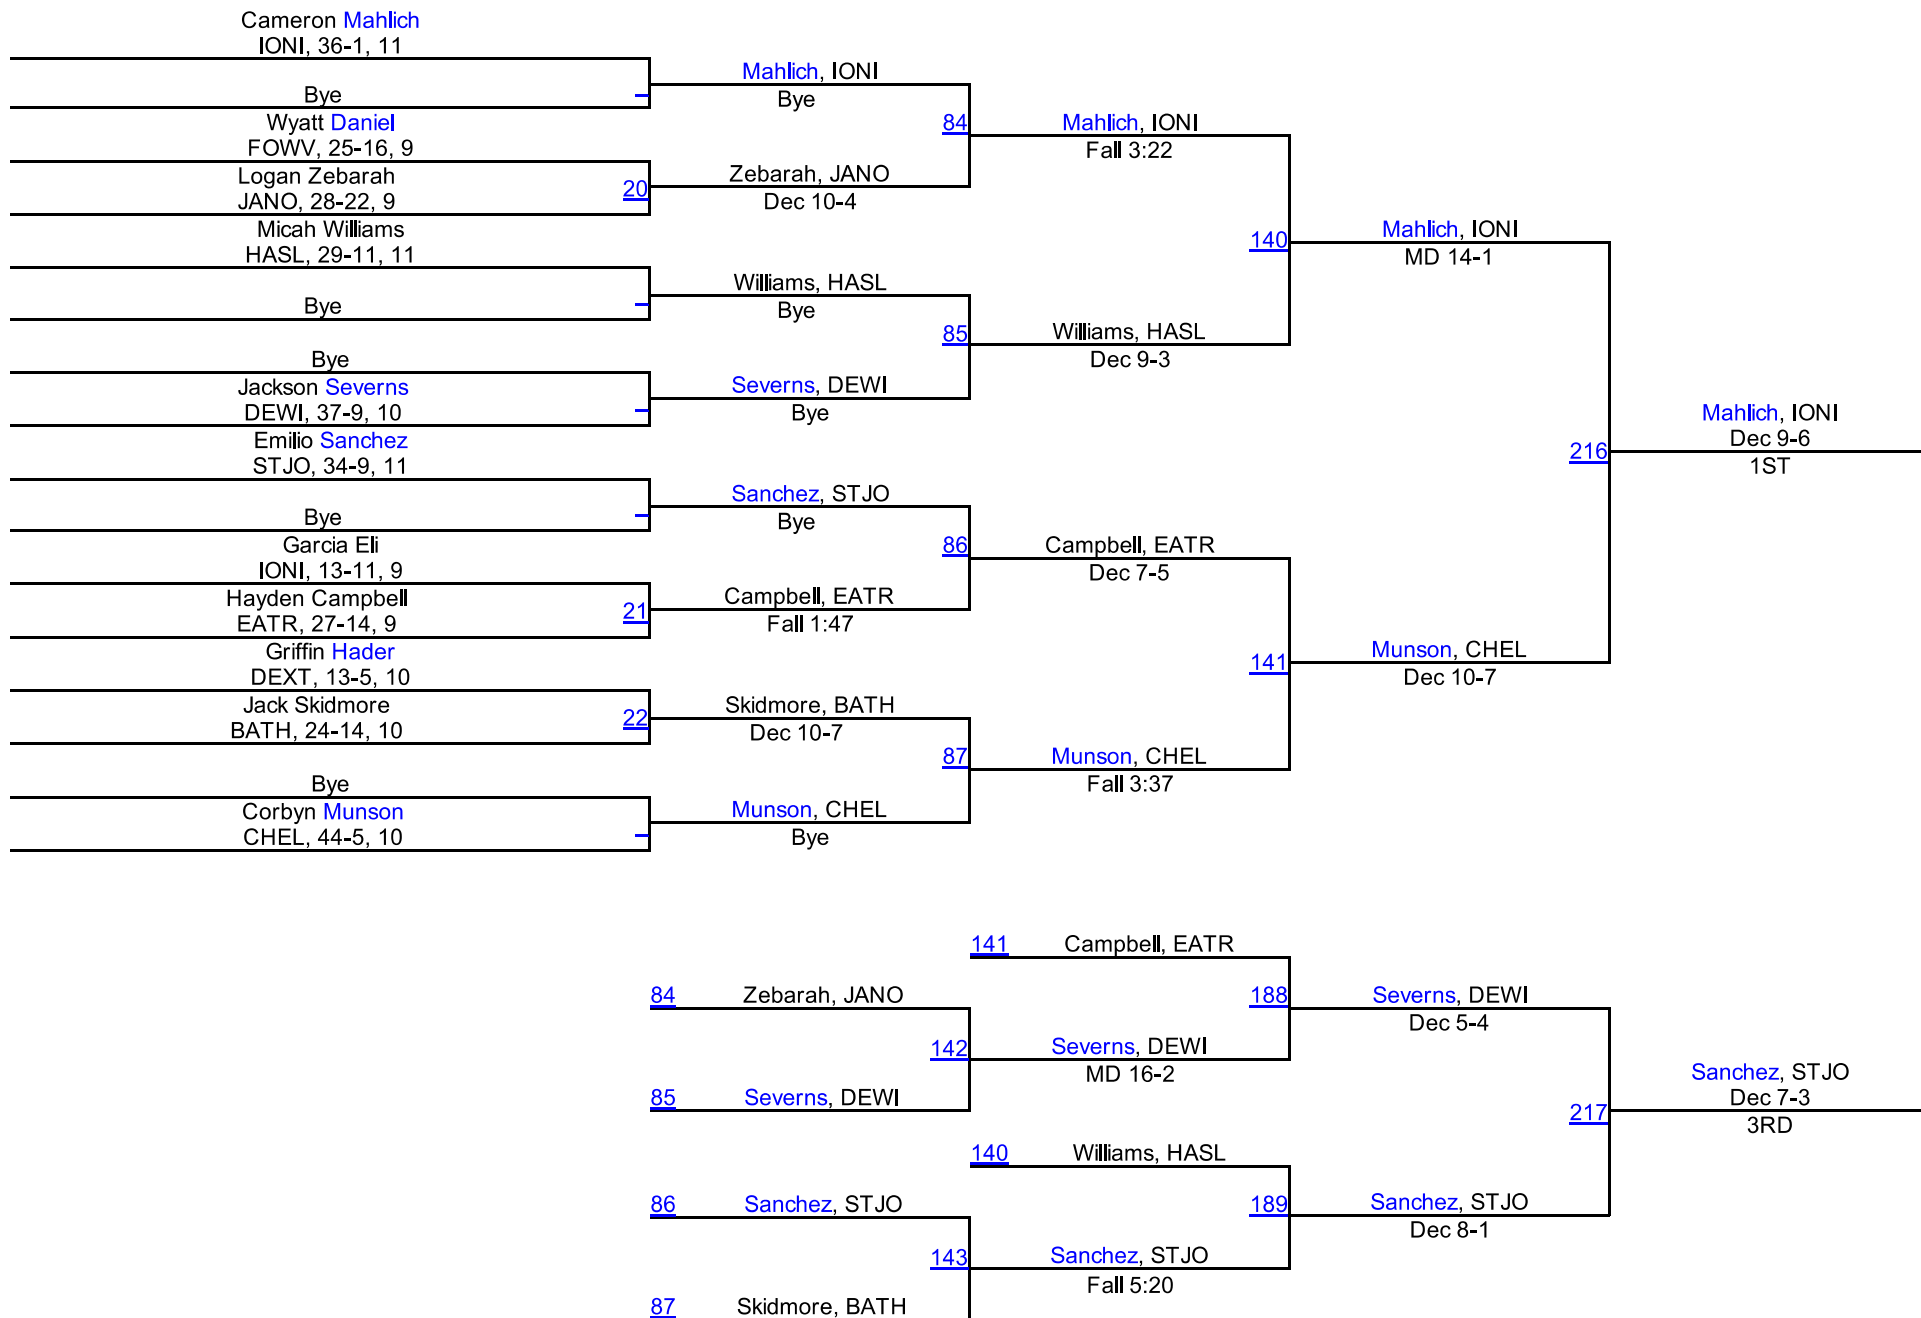 Cameron Mahlich
IONI, 36-1, 11
Bye
Wyatt Daniel
FOWV, 25-16, 9
Logan Zebarah
JANO, 28-22, 9
Micah Williams
HASL, 29-11, 11
Bye
Bye
Jackson Severns
DEWI, 37-9, 10
Emilio Sanchez
STJO, 34-9, 11
Bye
Garcia Eli
IONI, 13-11, 9
Hayden Campbell
EATR, 27-14, 9
Griffin Hader
DEXT, 13-5, 10
Jack Skidmore
BATH, 24-14, 10
Bye
Corbyn Munson
CHEL, 44-5, 10
20
21
22
Mahlich, IONI
Bye
Zebarah, JANO
Dec 10-4
Williams, HASL
Bye
Severns, DEWI
Bye
Sanchez, STJO
Bye
Campbell, EATR
Fall 1:47
Skidmore, BATH
Dec 10-7
Munson, CHEL
Bye
84
85
86
87
Mahlich, IONI
Fall 3:22
Williams, HASL
Dec 9-3
Campbell, EATR
Dec 7-5
Munson, CHEL
Fall 3:37
140
141
Mahlich, IONI
MD 14-1
Munson, CHEL
Dec 10-7
216
Mahlich, IONI
Dec 9-6
1ST
84 Zebarah, JANO
85 Severns, DEWI
86 Sanchez, STJO
87 Skidmore, BATH
142
143
141 Campbell, EATR
Severns, DEWI
MD 16-2
140 Williams, HASL
Sanchez, STJO
Fall 5:20
188
189
Severns, DEWI
Dec 5-4
Sanchez, STJO
Dec 8-1
217
Sanchez, STJO
Dec 7-3
3RD